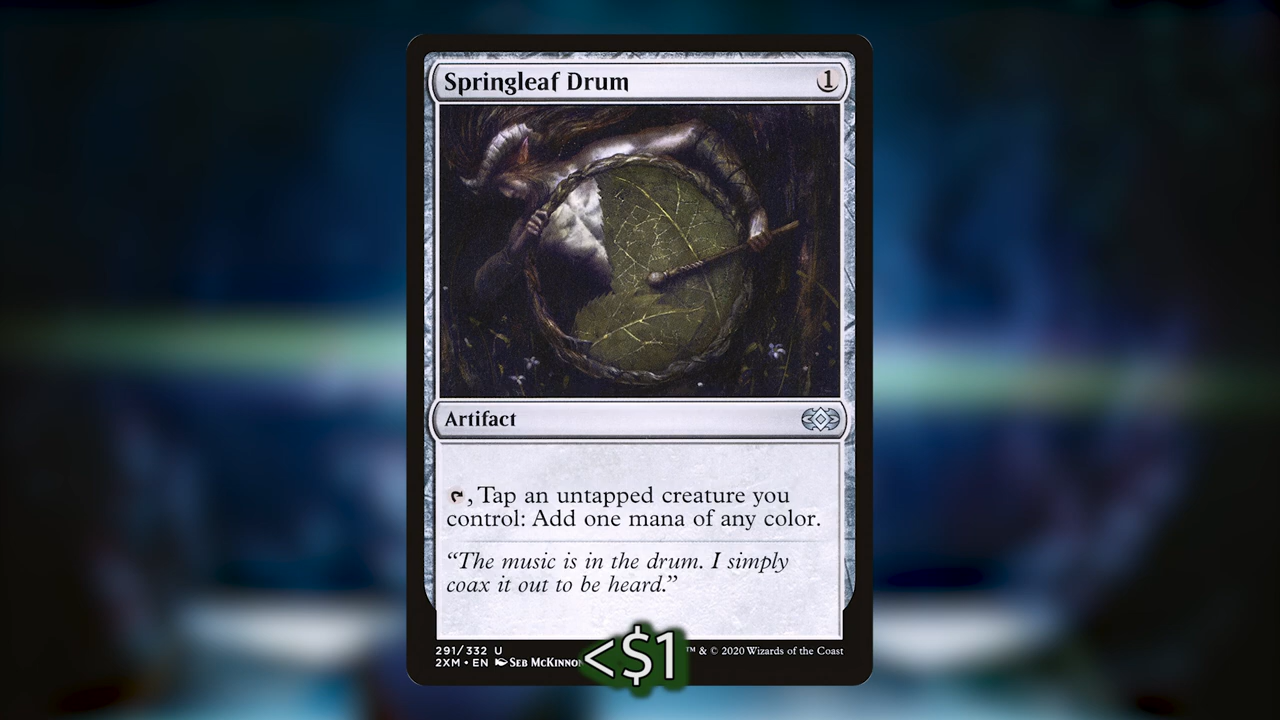 Springleaf Drum 1
Artifact
, Tap an untapped creature you
control: Add one mana of any color.
“The music is in the drum. I simply
coax it out to be heard.”
291/332 U
2XM • EN Seb McKinnon
™ & © 2020 Wizards of the Coast
<$1